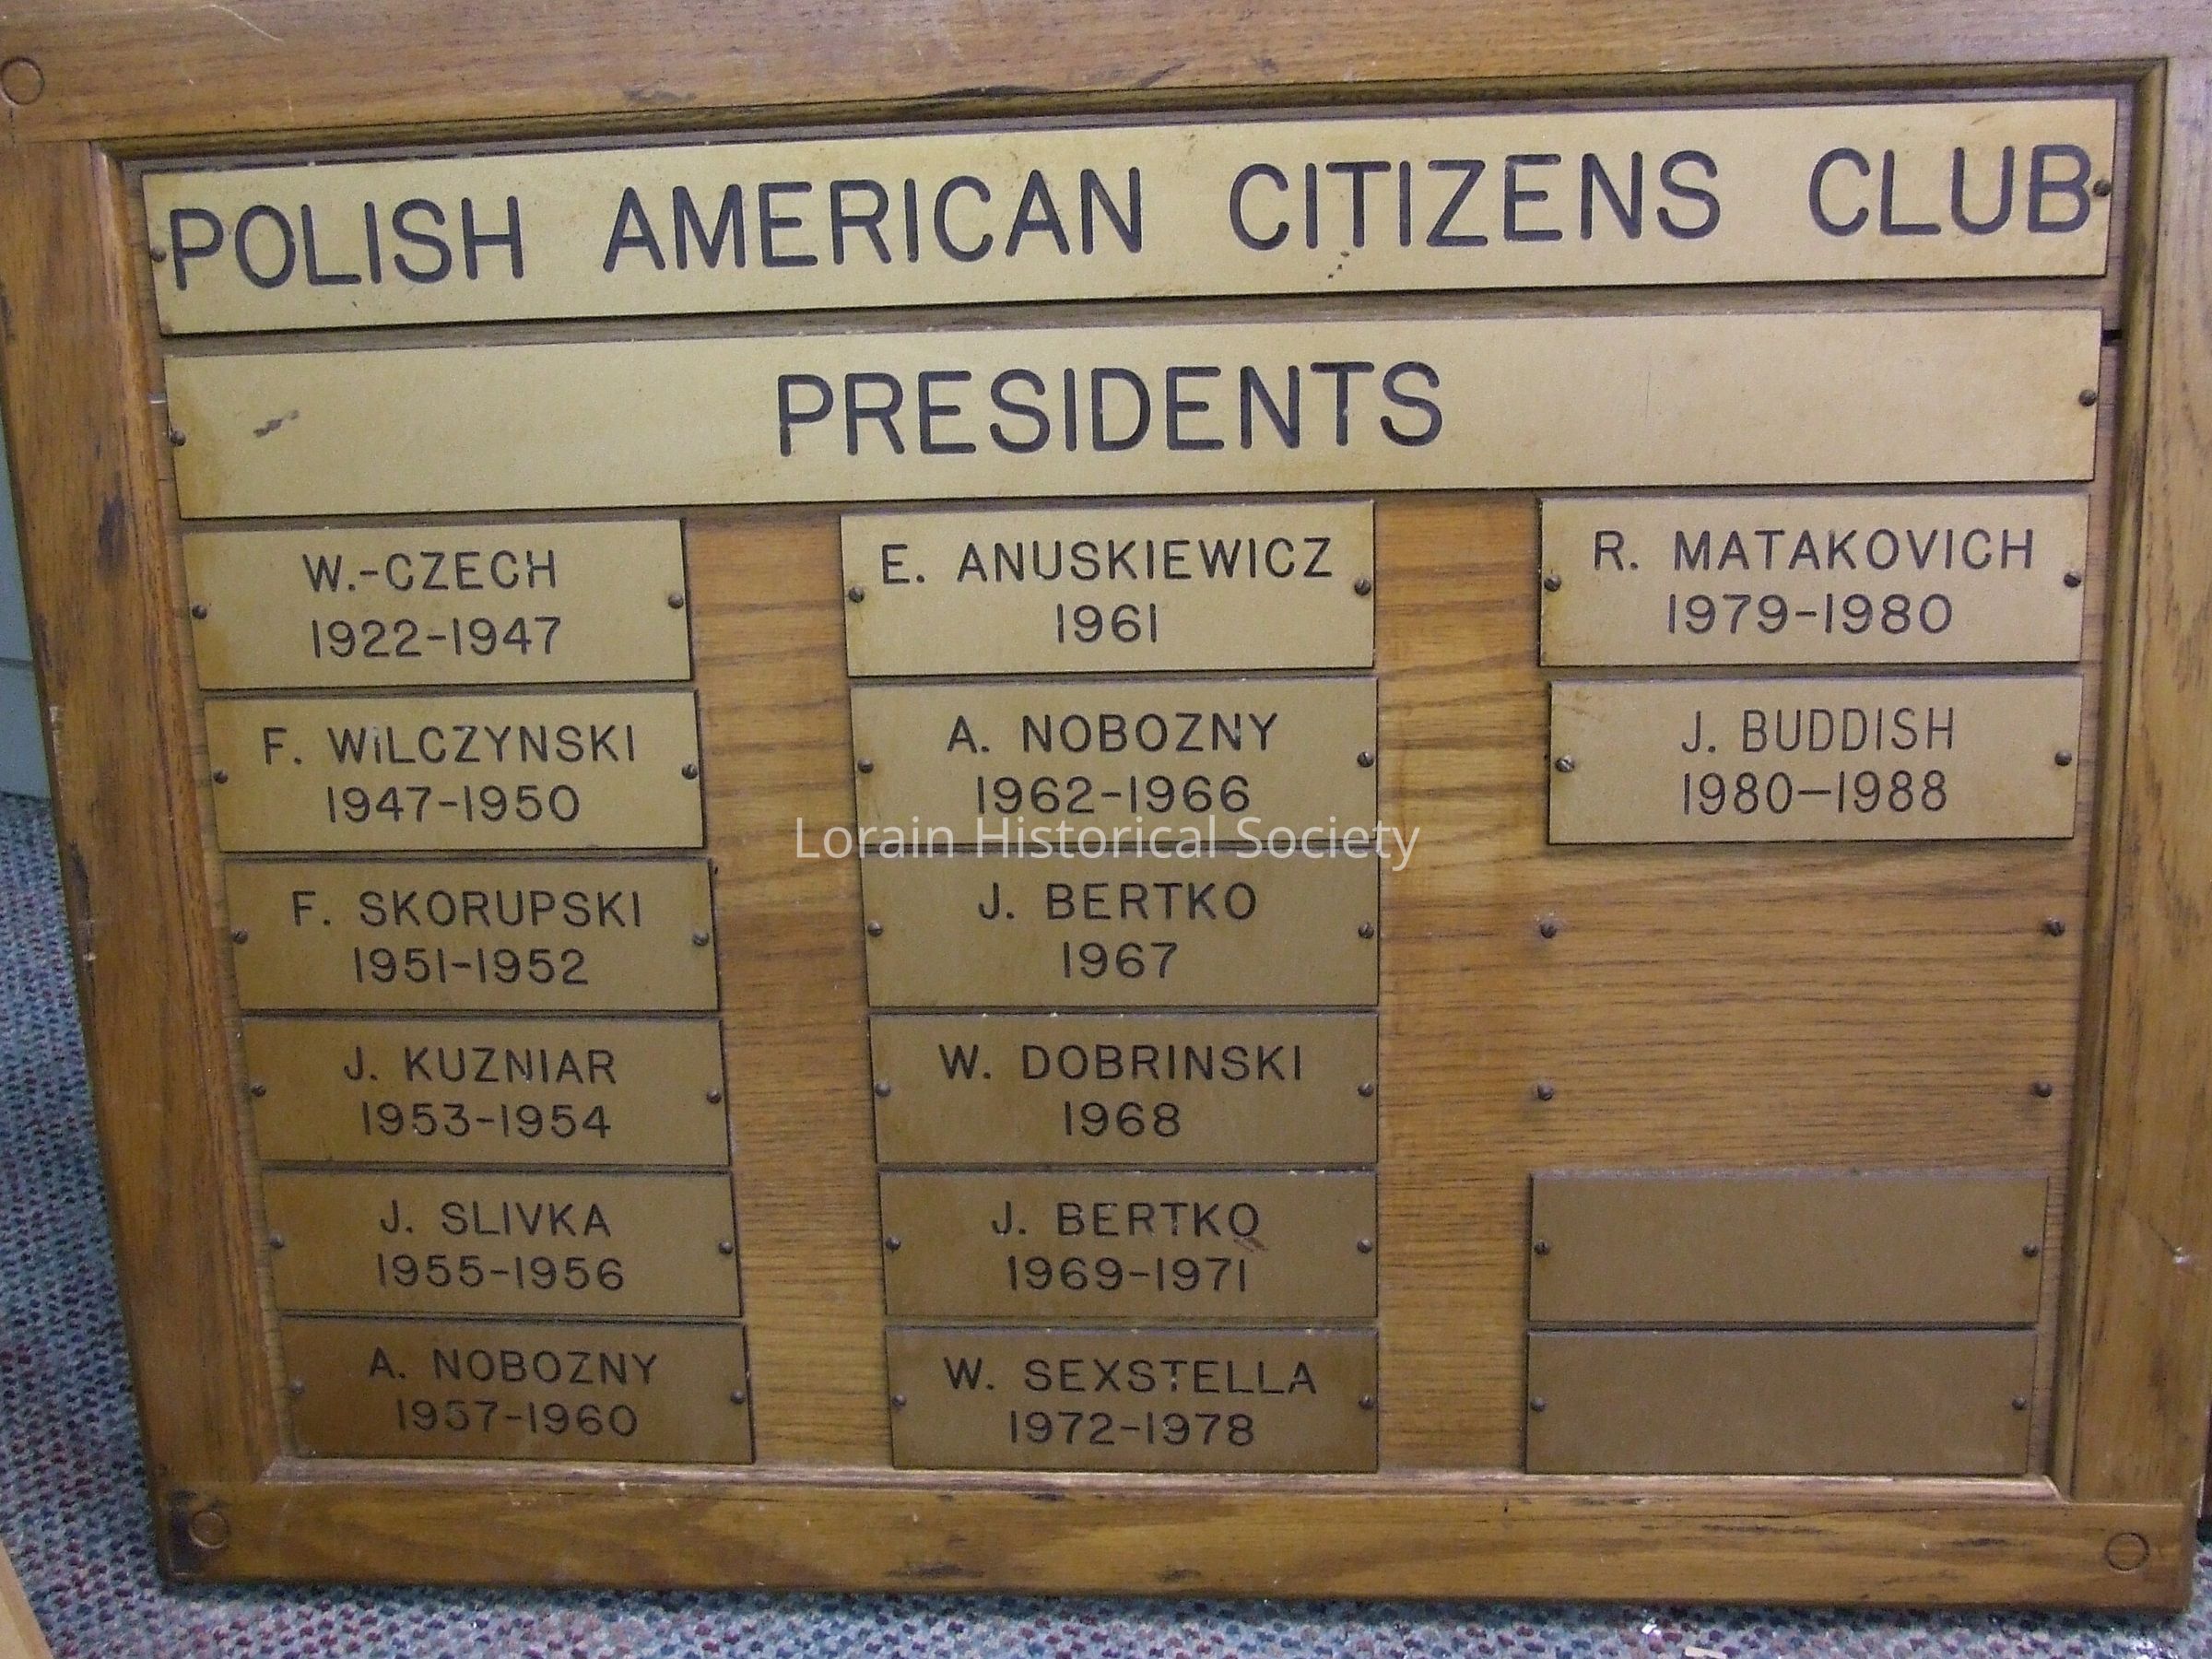 POLISH AMERICAN CITIZENS CLUB
PRESIDENTS
W.-CZECH
1922-1947
F. WiLCZYNSKI
1947-1950
F. SKORUPSKI
1951-1952
J. KUZNIAR
1953-1954
J. SLIVKA
1955-1956
A. NOBOZNY
1957-1960
E. ANUSKIEWICZ
1961
A. NOBOZNY
1962-1966
J. BERTKO
1967
W. DOBRINSKI
1968
J. BERTKO
1969-1971
W. SEXSTELLA
1972-1978
R. MATAKOVICH
1979-1980
J. BUDDISH
1980-1988
Lorain Historical Society